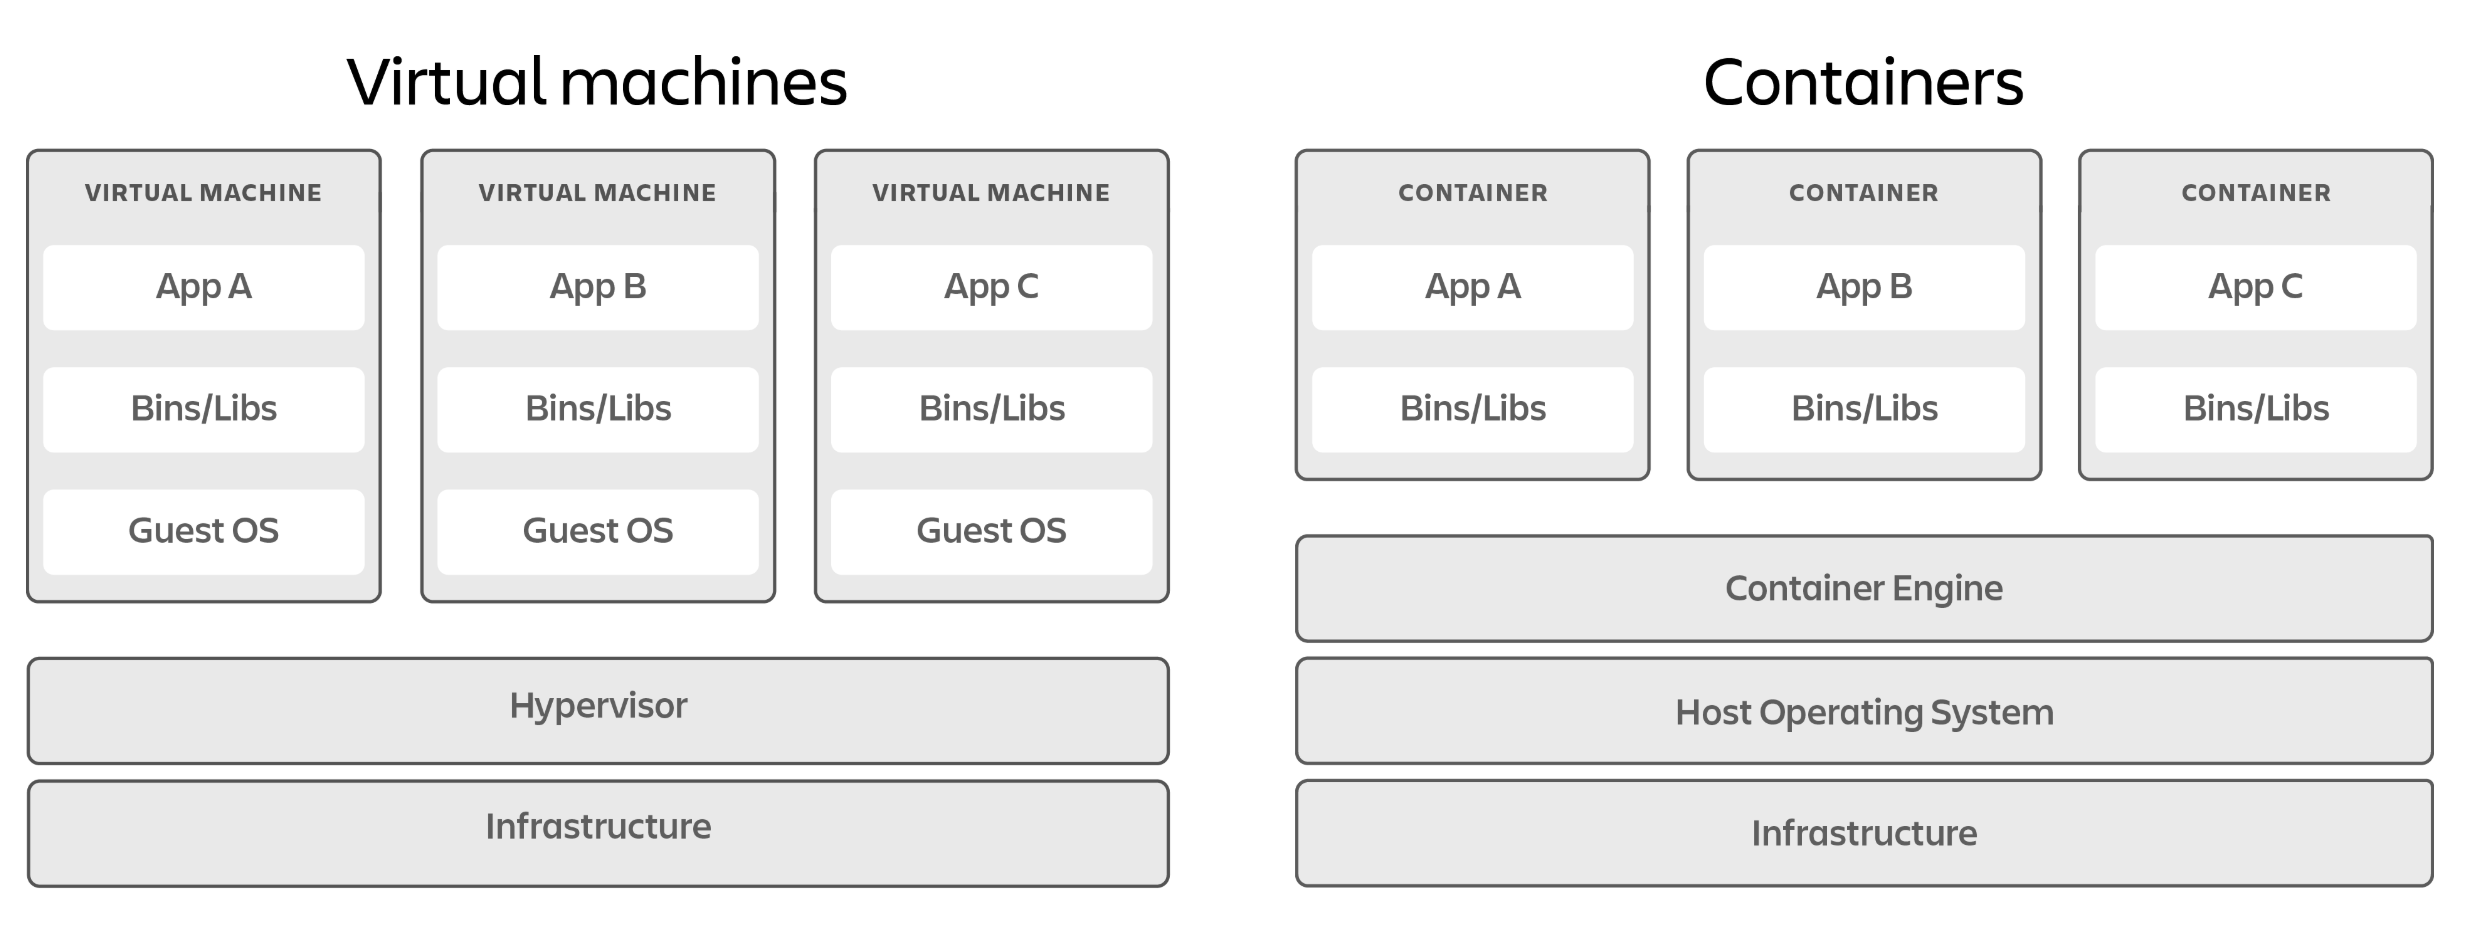 Virtual machines
VIRTUAL MACHINE
App A
Bins/Libs
Guest OS
VIRTUAL MACHINE
App B
Bins/Libs
Guest OS
VIRTUAL MACHINE
App C
Bins/Libs
Guest OS
Hypervisor
Infrastructure
Containers
CONTAINER
App A
Bins/Libs
CONTAINER
App B
Bins/Libs
CONTAINER
App C
Bins/Libs
Container Engine
Host Operating System
Infrastructure